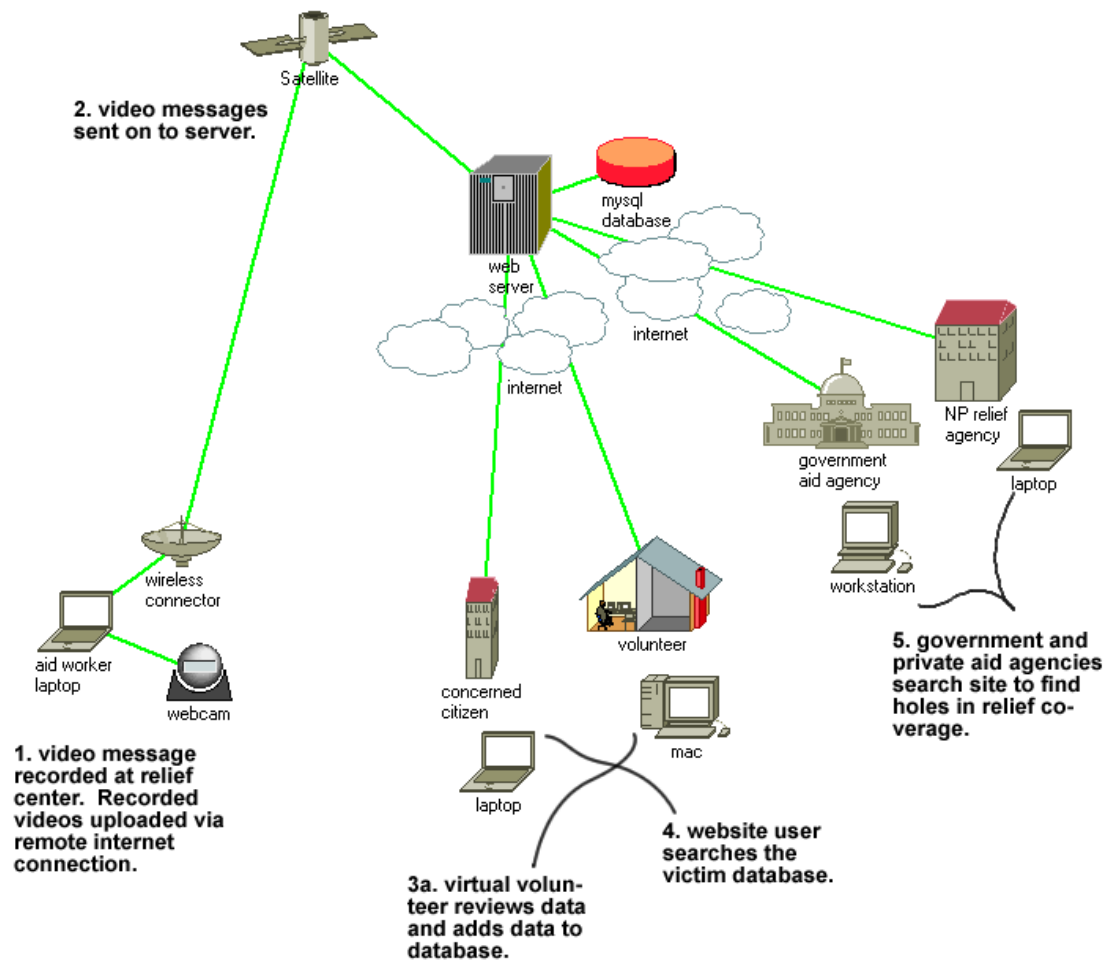 Satellite
2. video messages
sent on to server.
mysql
database
web
server
internet
internet
NP relief
agency
government
aid agency
laptop
wireless
connector
workstation
aid worker
laptop
webcam
volunteer
concerned
citizen
5. government and
private aid agencies
search site to find
holes in relief co-
verage.
mac
1. video message
recorded at relief
center. Recorded
videos uploaded via
remote internet
connection.
laptop
4. website user
searches the
victim database.
3a. virtual volun-
teer reviews data
and adds data to
database.